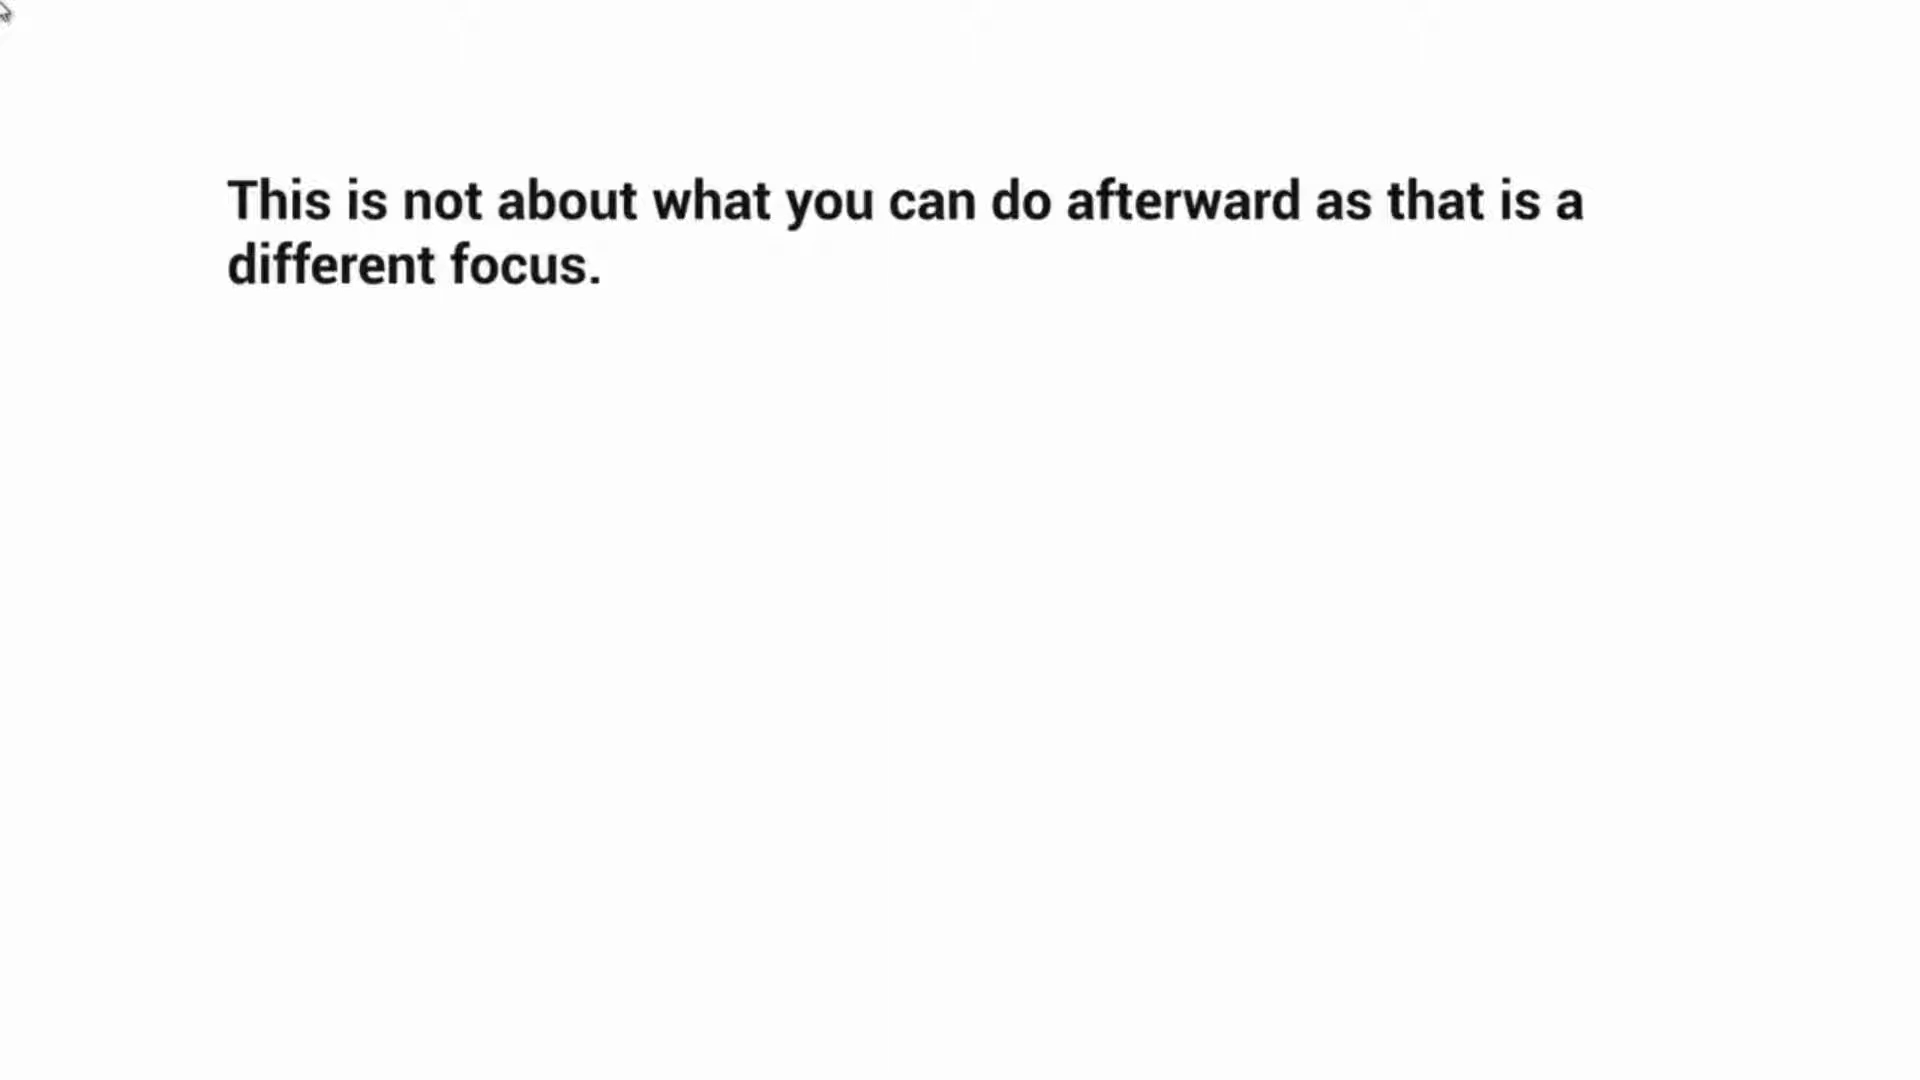 This is not about what you can do afterward as that is a
different focus.